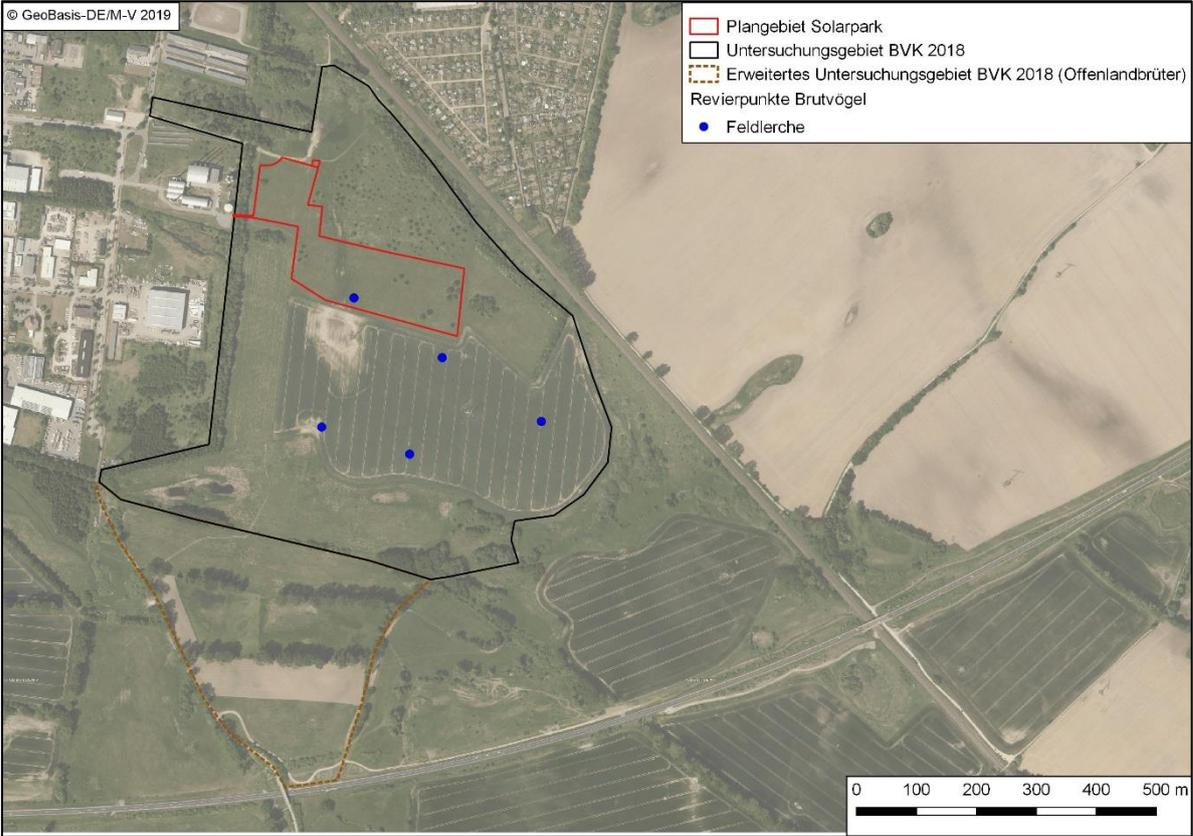 © GeoBasis-DE/M-V 2019
Plangebiet Solarpark
Untersuchungsgebiet BVK 2018
Erweitertes Untersuchungsgebiet BVK 2018 (Offenlandbrüter)
Revierpunkte Brutvögel
Feldlerche
0 100 200 300 400 500 m